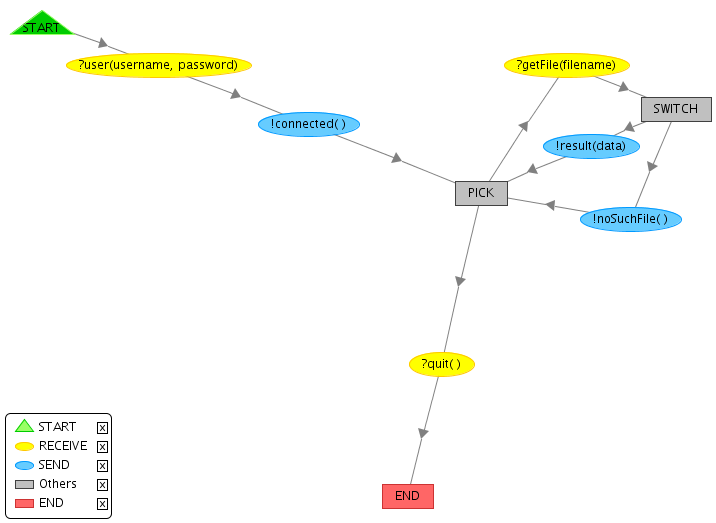 START
?user(username, password)
?getFile(filename)
SWITCH
!connected( )
!result(data)
PICK
!noSuchFile( )
?quit( )
START x
RECEIVE x
SEND x
Others x
END x
END